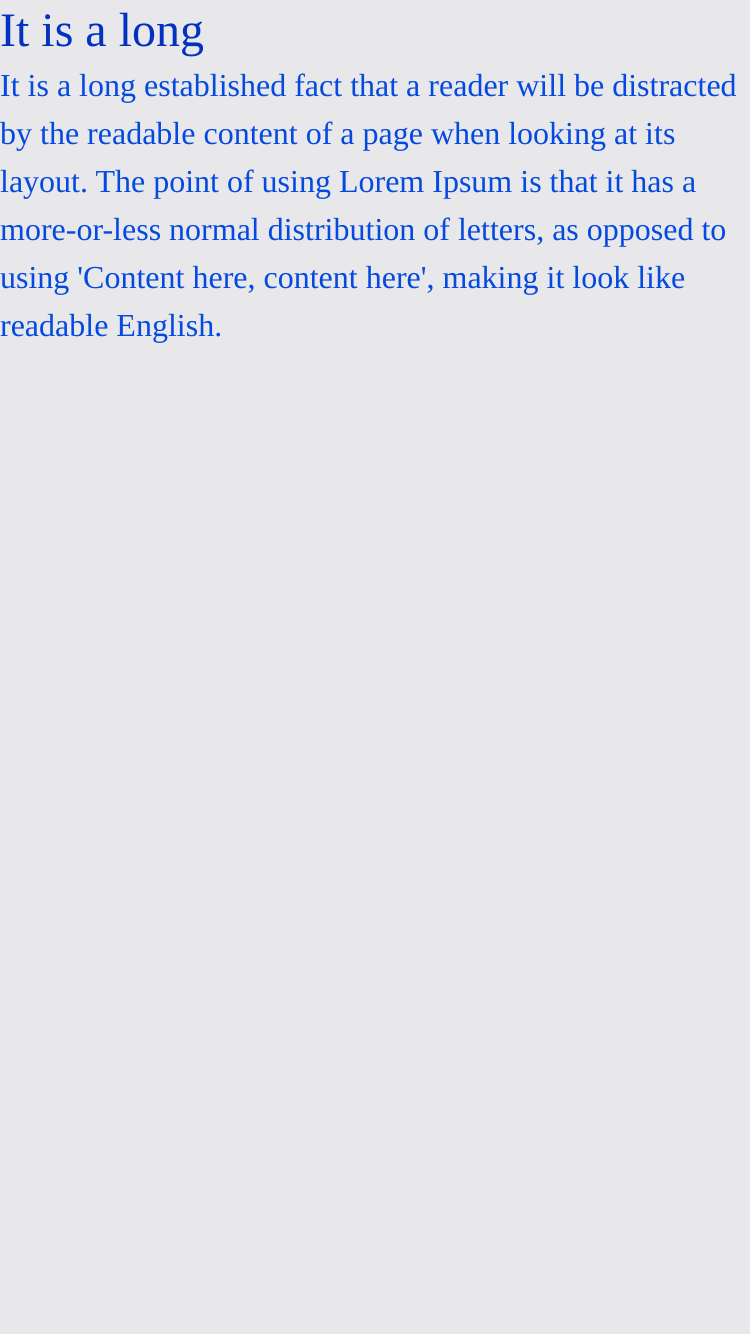 It is a long
It is a long established fact that a reader will be distracted
by the readable content of a page when looking at its
layout. The point of using Lorem Ipsum is that it has a
more-or-less normal distribution of letters, as opposed to
using 'Content here, content here', making it look like
readable English.